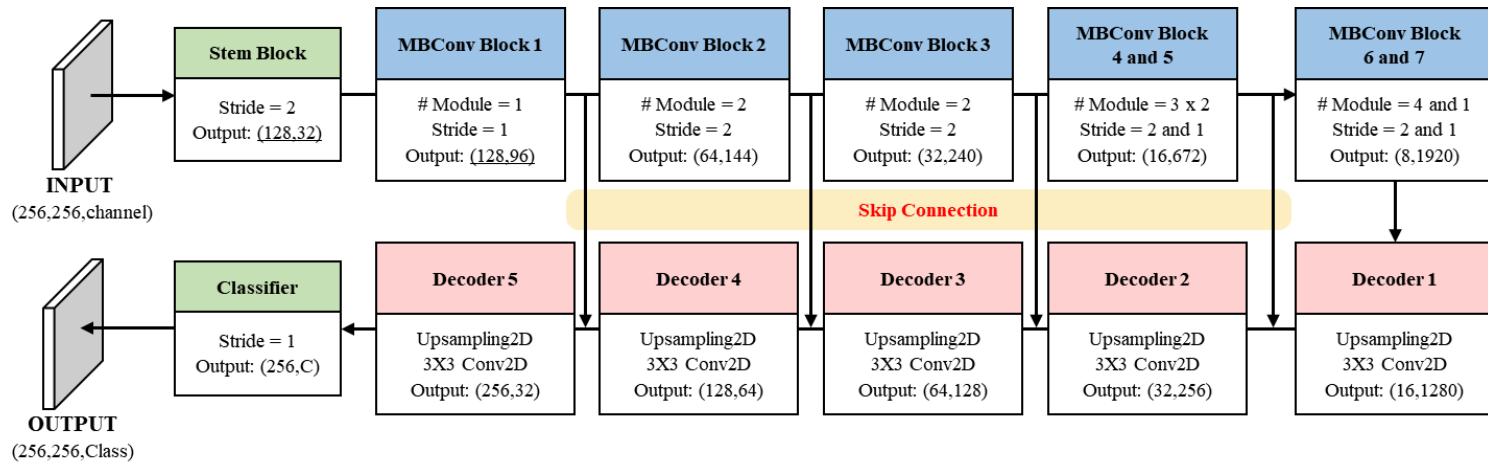 INPUT
(256,256,channel)
Stem Block
Stride = 2
Output: (128,32)
MBConv Block 1
# Module = 1
Stride = 1
Output: (128,96)
MBConv Block 2
# Module = 2
Stride = 2
Output: (64,144)
MBConv Block 3
# Module = 2
Stride = 2
Output: (32,240)
MBConv Block
4 and 5
# Module = 3 x 2
Stride = 2 and 1
Output: (16,672)
MBConv Block
6 and 7
# Module = 4 and 1
Stride = 2 and 1
Output: (8,1920)
Skip Connection
OUTPUT
(256,256,Class)
Classifier
Stride = 1
Output: (256,C)
Decoder 5
Upsampling2D
3X3 Conv2D
Output: (256,32)
Decoder 4
Upsampling2D
3X3 Conv2D
Output: (128,64)
Decoder 3
Upsampling2D
3X3 Conv2D
Output: (64,128)
Decoder 2
Upsampling2D
3X3 Conv2D
Output: (32,256)
Decoder 1
Upsampling2D
3X3 Conv2D
Output: (16,1280)